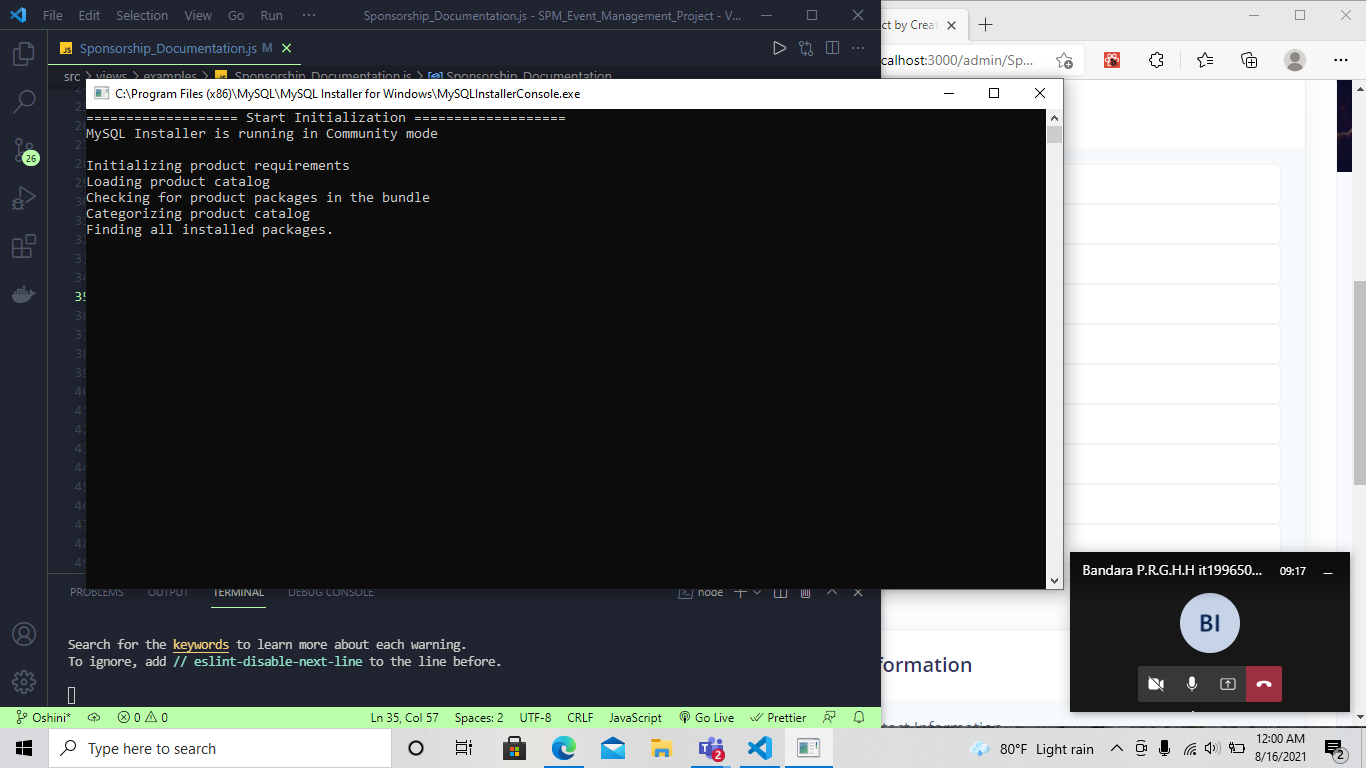 File Edit Selection View Go Run ··· Sponsorship_Documentation.js - SPM_Event_Management_Project - V...
ct by Creat
Sponsorship_Documentation.js M
calhost:3000/admin/Sp...
src > views > examples > Sponsorship_Documentation.js > Sponsorship_Documentation
C:\Program Files (x86)\MySQL\MySQL Installer for Windows\MySQLInstallerConsole.exe
=================== Start Initialization ===================
MySQL Installer is running in Community mode
Initializing product requirements
Loading product catalog
Checking for product packages in the bundle
Categorizing product catalog
Finding all installed packages.
26
35
Bandara P.R.G.H.H it199650... 09:17
BI
PROBLEMS OUTPUT TERMINAL DEBUG CONSOLE node
Search for the keywords to learn more about each warning.
To ignore, add // eslint-disable-next-line to the line before.
ormation
Oshini* 0 0 Ln 35, Col 57 Spaces: 2 UTF-8 CRLF JavaScript Go Live Prettier
Type here to search
2
80°F Light rain
12:00 AM
8/16/2021
2